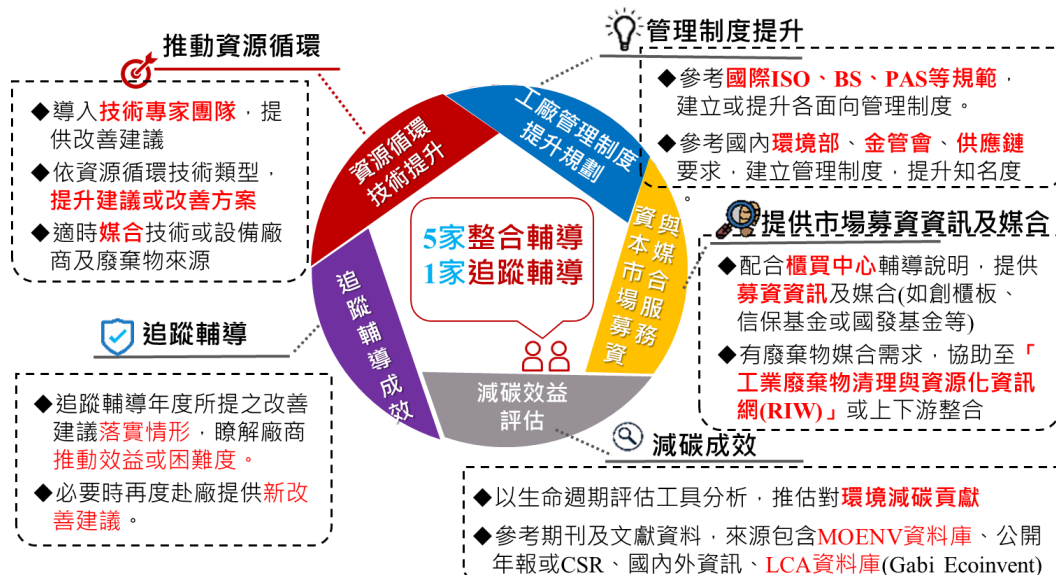 推動資源循環
◆導入技術專家團隊，提
供改善建議
◆依資源循環技術類型，
提升建議或改善方案
◆適時媒合技術或設備廠
商及廢棄物來源
管理制度提升
◆參考國際ISO、BS、PAS等規範，
建立或提升各面向管理制度。
◆參考國內環境部、金管會、供應鏈
要求，建立管理制度，提升知名度
。
資源循環
技術提升
工廠管理制度
提升規劃
與媒合服務
資本市場募資
減碳效益
評估
追蹤輔導成效
5家整合輔導
1家追蹤輔導
提供市場募資資訊及媒合
◆配合櫃買中心輔導說明，提供
募資資訊及媒合(如創櫃板、
信保基金或國發基金等)
◆有廢棄物媒合需求，協助至「
工業廢棄物清理與資源化資訊
網(RIW)」或上下游整合
追蹤輔導
◆追蹤輔導年度所提之改善
建議落實情形，瞭解廠商
推動效益或困難度。
◆必要時再度赴廠提供新改
善建議。
減碳成效
◆以生命週期評估工具分析，推估對環境減碳貢獻
◆參考期刊及文獻資料，來源包含MOENV資料庫、公開
年報或CSR、國內外資訊、LCA資料庫(Gabi Ecoinvent)